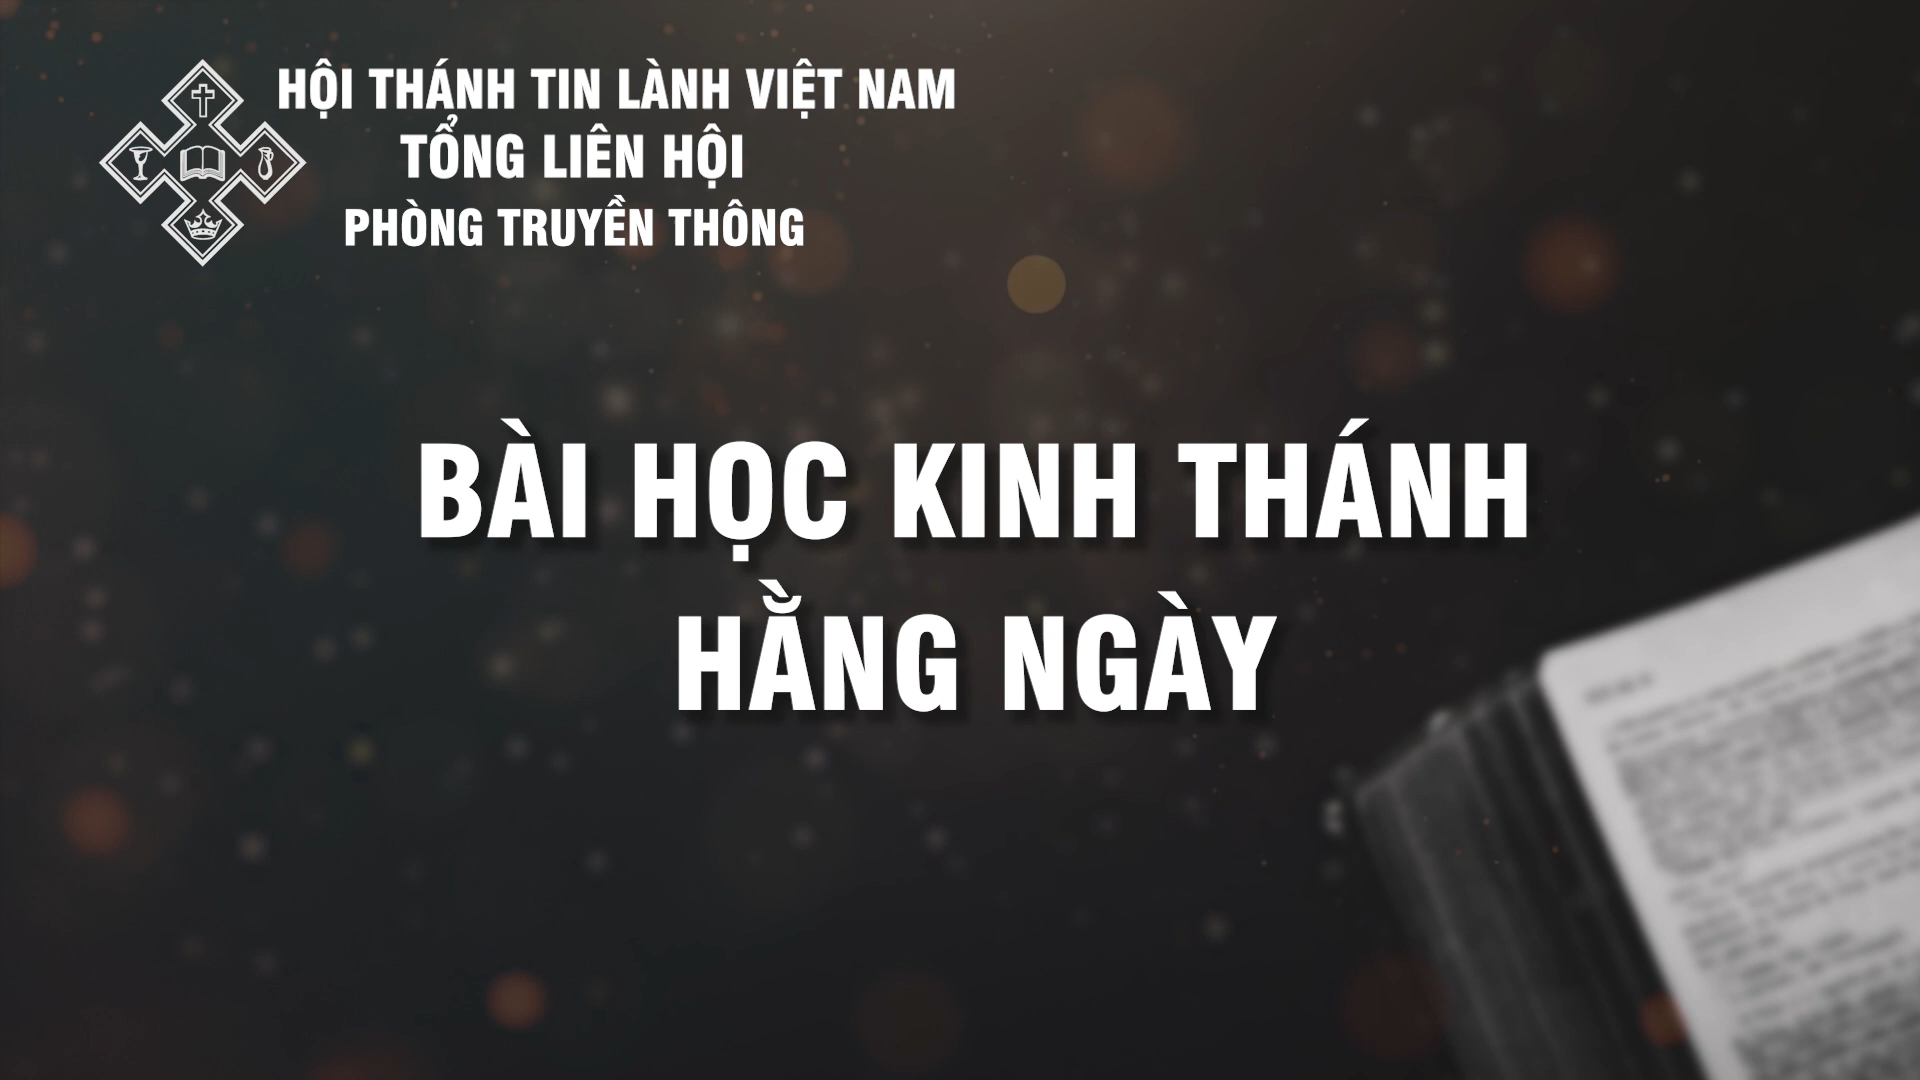 HỘI THÁNH TIN LÀNH VIỆT NAM
TỔNG LIÊN HỘI
PHÒNG TRUYỀN THÔNG
BÀI HỌC KINH THÁNH
HẰNG NGÀY